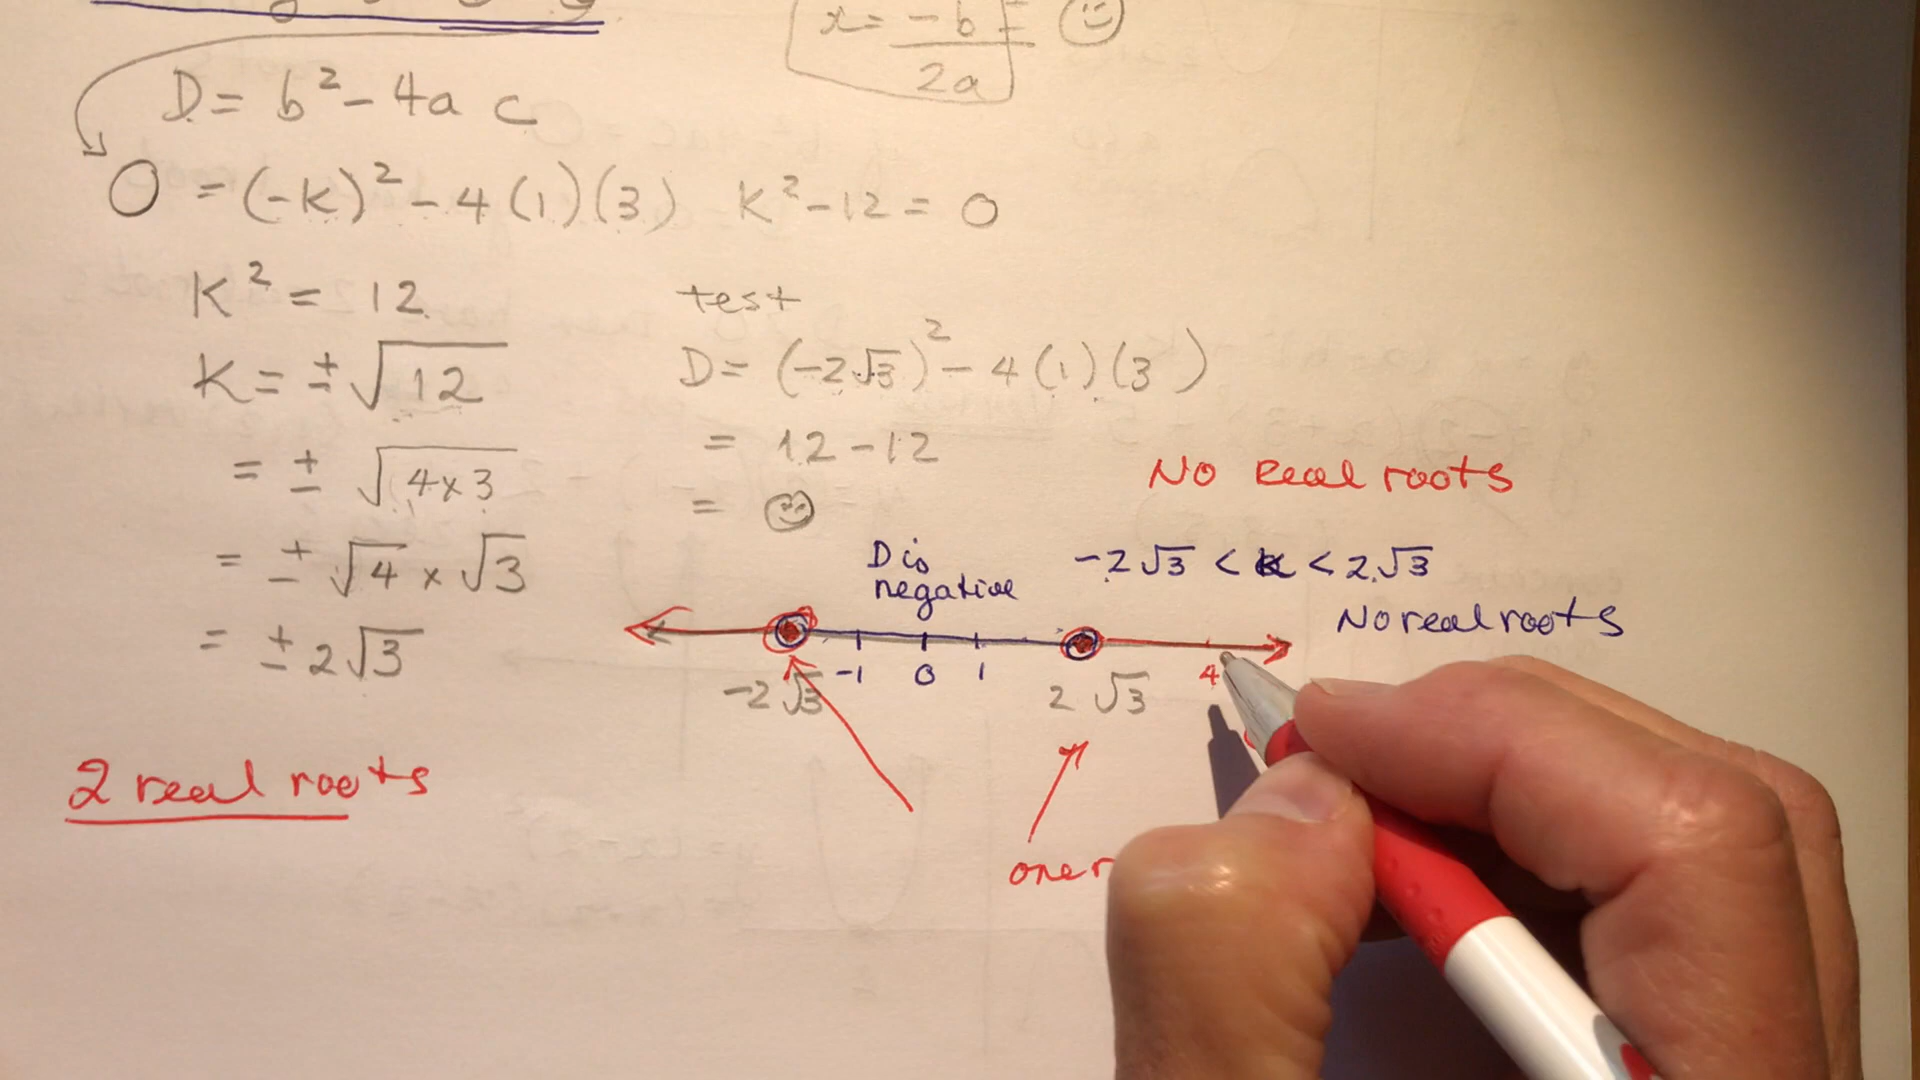 x = -b / 2a =
D = b² - 4a c
0 = (-k)² - 4 (1) (3) k² - 12 = 0
k² = 12
k = ± √12
= ± √4x3
= ± √4 x √3
= ± 2√3
test
D = (-2√3)² - 4 (1) (3)
= 12 - 12
=
No real roots
D is
negative
-2√3 < k < 2√3
No real roots
-1 0 1 4
-2√3 2√3
2 real roots
one r